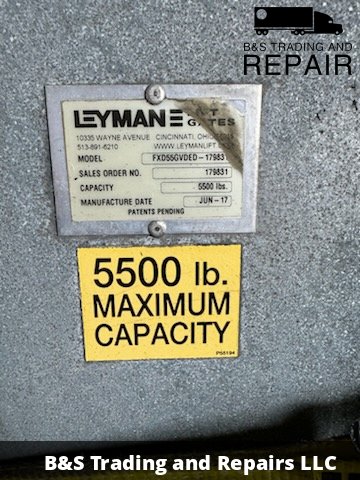 B&S TRADING AND
REPAIR
LEYMAN
GATES
10335 WAYNE AVENUE CINCINNATI, OHIO
513-891-6210 WWW.LEYMANLIFT.COM
MODEL FXD55GVDED-179831
SALES ORDER NO. 179831
CAPACITY 5500 lbs.
MANUFACTURE DATE JUN-17
PATENTS PENDING
5500 lb.
MAXIMUM
CAPACITY
P55194
B&S Trading and Repairs LLC